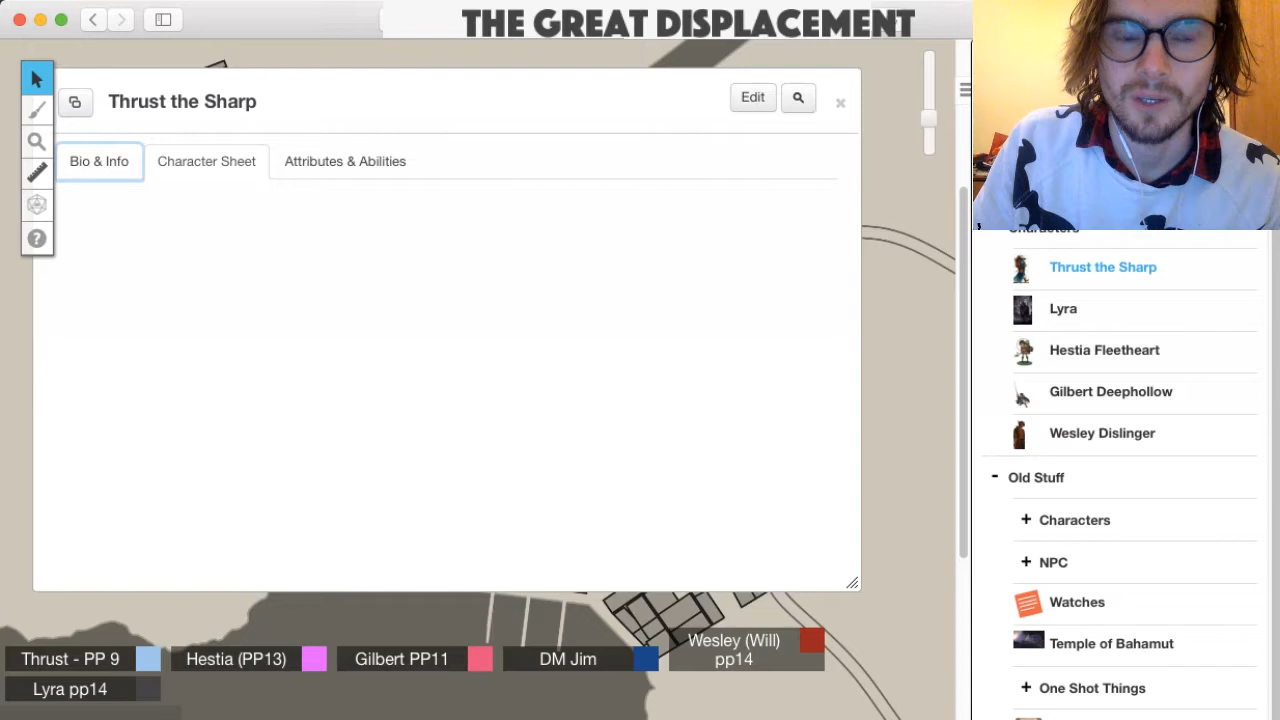 THE GREAT DISPLACEMENT
Thrust the Sharp
Edit
Bio & Info
Character Sheet
Attributes & Abilities
Characters
Thrust the Sharp
Lyra
Hestia Fleetheart
Gilbert Deephollow
Wesley Dislinger
- Old Stuff
+ Characters
+ NPC
Watches
Temple of Bahamut
+ One Shot Things
Thrust - PP 9
Hestia (PP13)
Gilbert PP11
DM Jim
Wesley (Will)
pp14
Lyra pp14